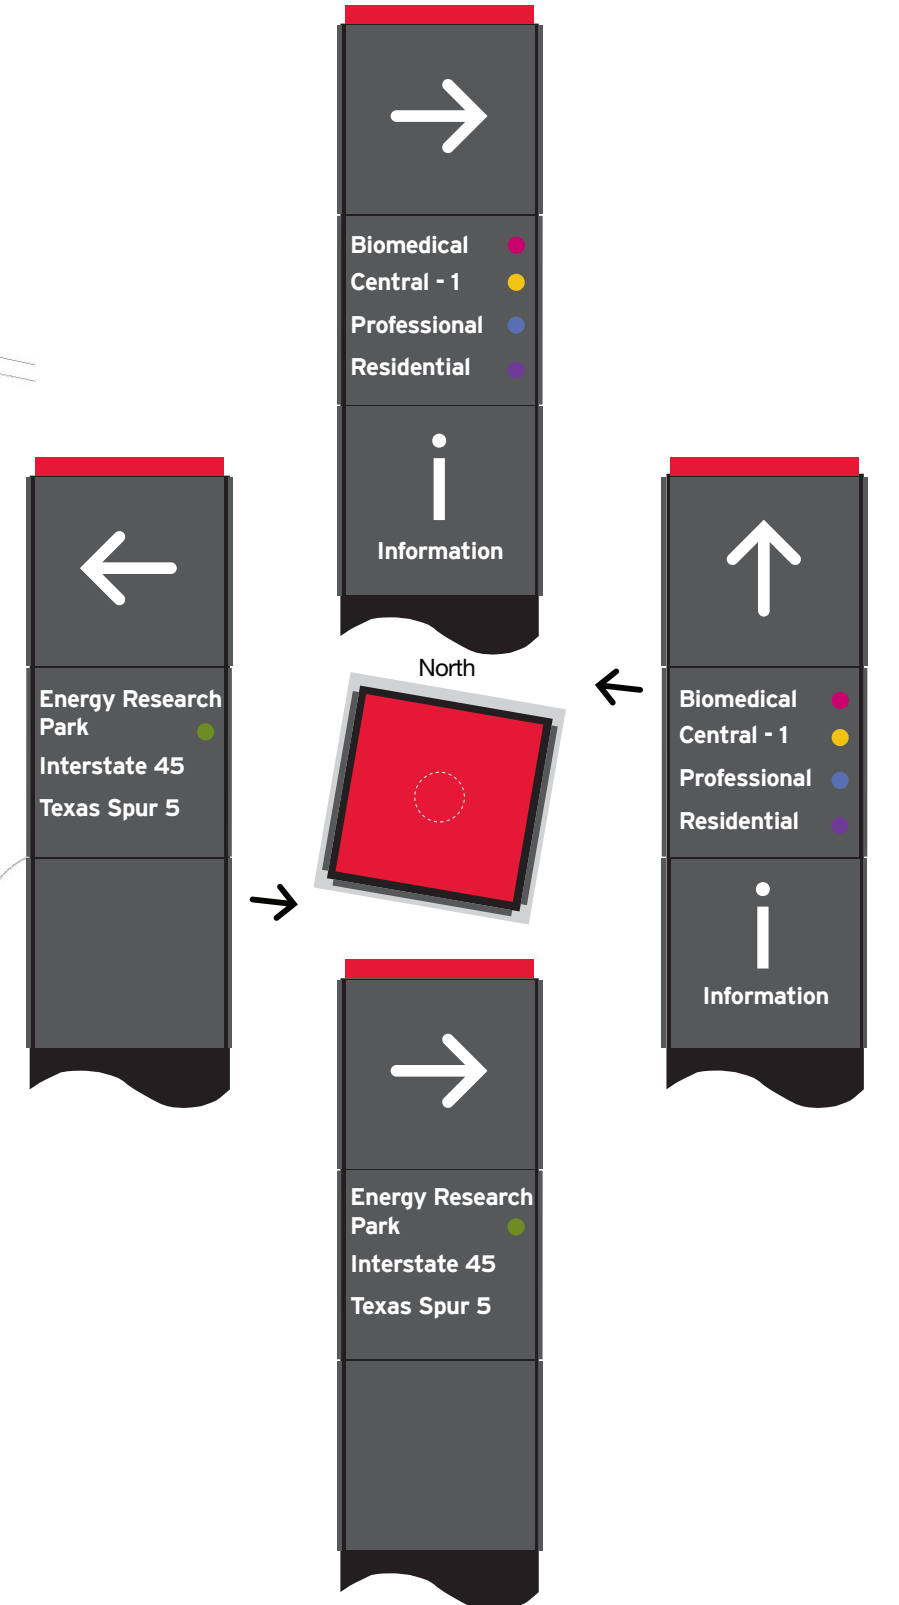 Biomedical
Central - 1
Professional
Residential
i
Information
North
Energy Research
Park
Interstate 45
Texas Spur 5
Biomedical
Central - 1
Professional
Residential
i
Information
Energy Research
Park
Interstate 45
Texas Spur 5